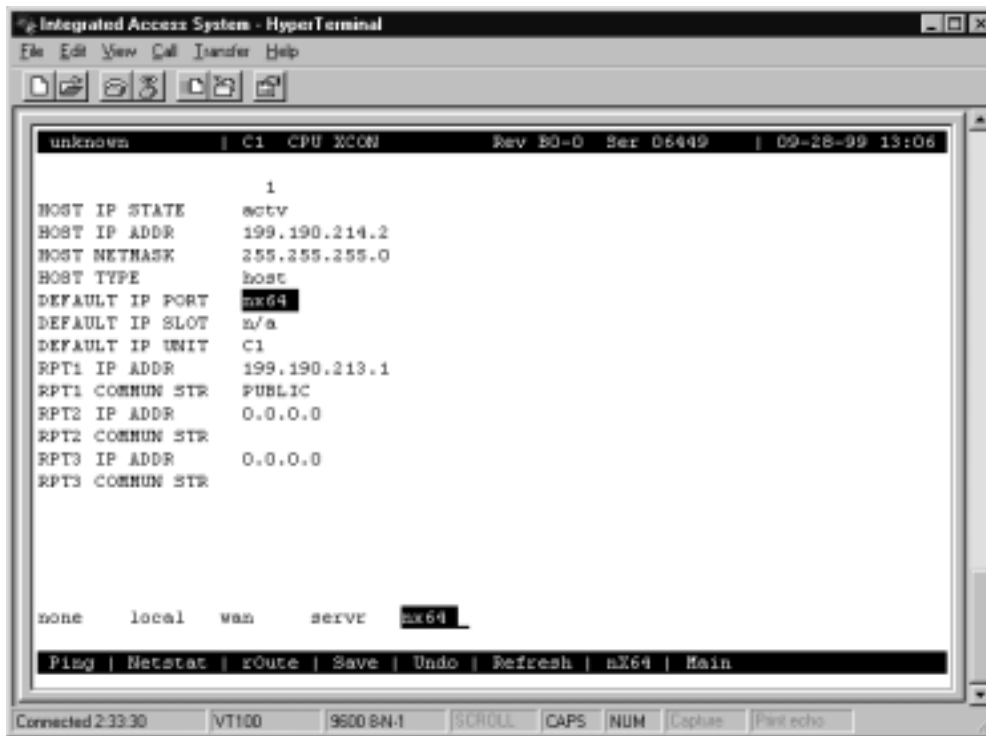 Integrated Access System - HyperTerminal
File Edit View Call Transfer Help
unknown | C1 CPU XCON Rev B0-0 Ser 06449 | 09-28-99 13:06
1
HOST IP STATE actv
HOST IP ADDR 199.190.214.2
HOST NETMASK 255.255.255.0
HOST TYPE host
DEFAULT IP PORT nx64
DEFAULT IP SLOT n/a
DEFAULT IP UNIT C1
RPT1 IP ADDR 199.190.213.1
RPT1 COMMUN STR PUBLIC
RPT2 IP ADDR 0.0.0.0
RPT2 COMMUN STR
RPT3 IP ADDR 0.0.0.0
RPT3 COMMUN STR
none local wan servr nx64
Ping | Netstat | rOute | Save | Undo | Refresh | nX64 | Main
Connected 2:33:30 VT100 9600 8-N-1 SCROLL CAPS NUM Capture Print echo